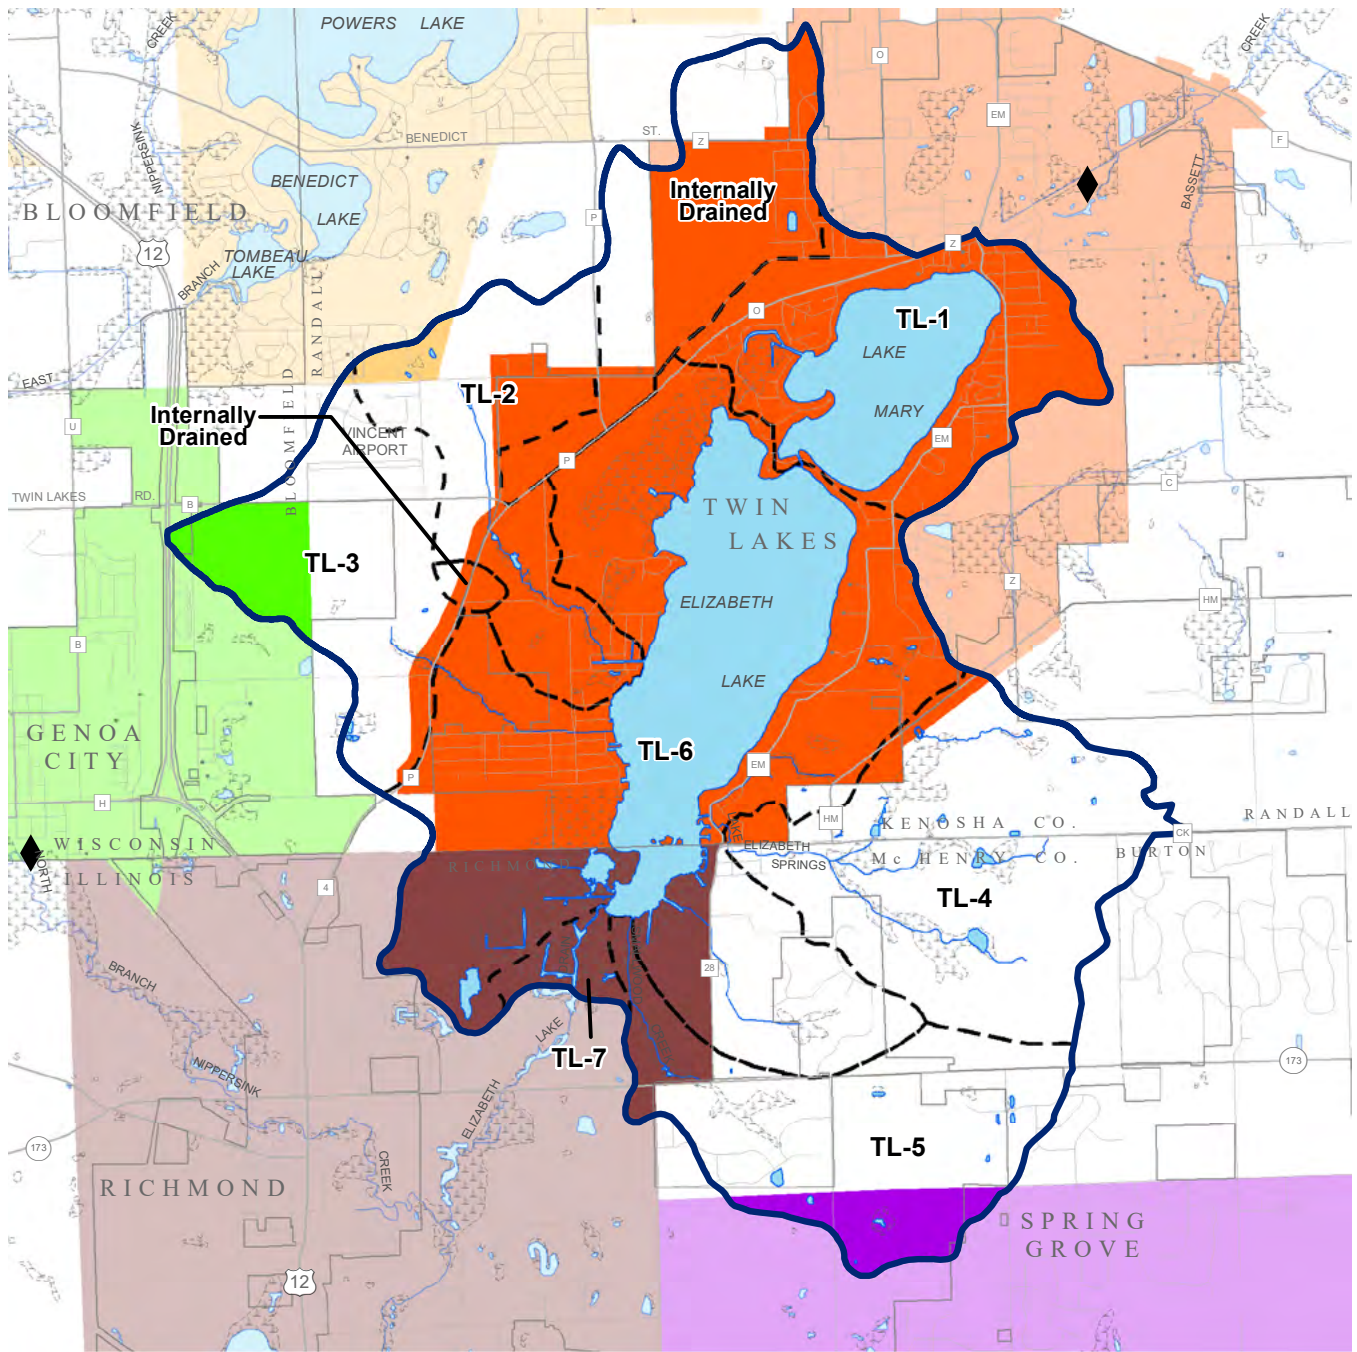 POWERS LAKE
CREEK
CREEK
O
EM
F
NIPPERSINK
BENEDICT
ST.
Z
BASSETT
BENEDICT
LAKE
Internally
Drained
BLOOMFIELD
P
12
TOMBEAU
LAKE
BRANCH
Z
RANDALL
O
TL-1
LAKE
MARY
EAST
BLOOMFIELD
TL-2
Internally
Drained
VINCENT
AIRPORT
U
EM
P
C
TWIN LAKES RD.
B
TWIN
LAKES
TL-3
Z
HM
ELIZABETH
LAKE
B
GENOA
CITY
TL-6
EM
P
H
HM
KENOSHA CO.
RANDALL
CK
WISCONSIN
LAKE
ELIZABETH
SPRINGS
Mc HENRY CO.
BURTON
RICHMOND
ILLINOIS
NORTH
4
TL-4
28
BRANCH
LAKE
TL-7
NIPPERSINK
173
ELIZABETH
173
TL-5
CREEK
RICHMOND
SPRING
GROVE
12